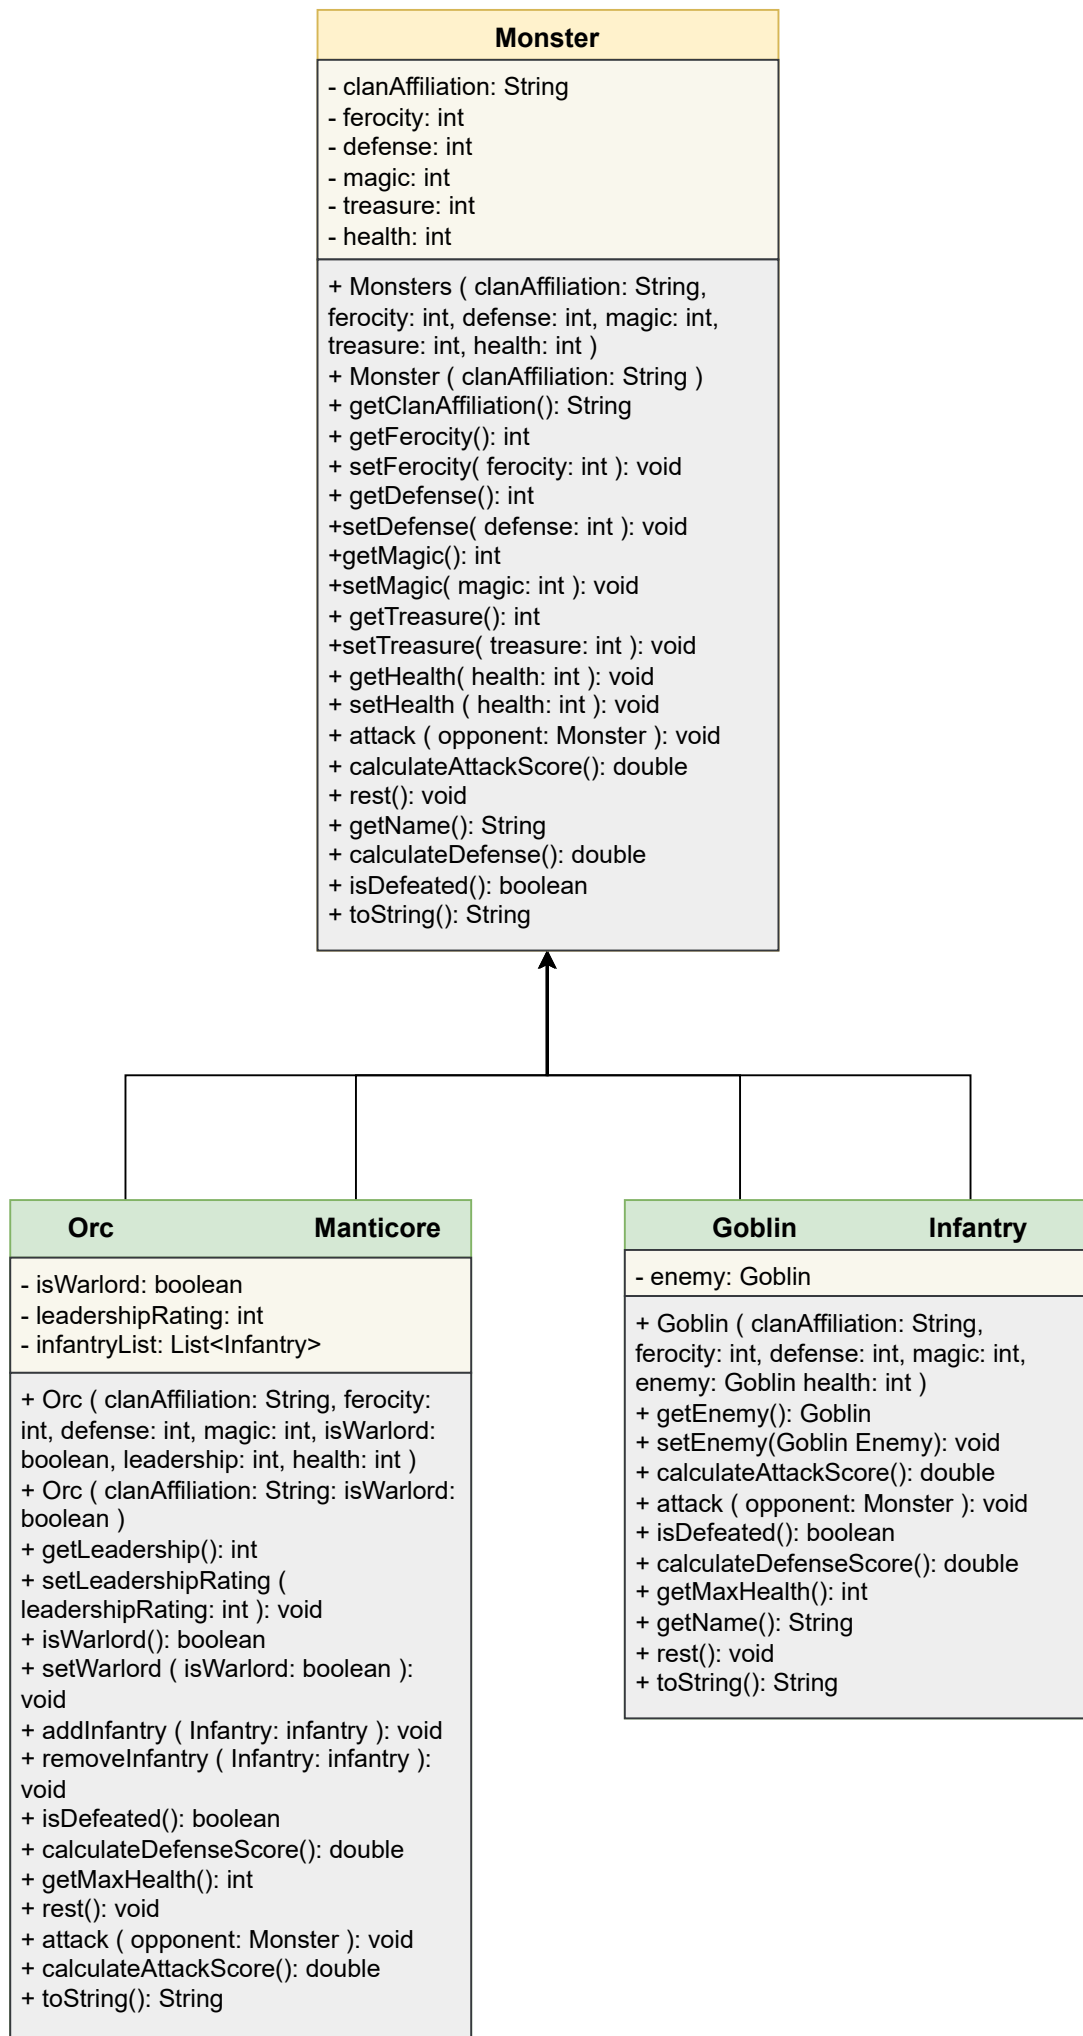 Monster
- clanAffiliation: String
- ferocity: int
- defense: int
- magic: int
- treasure: int
- health: int
+ Monsters ( clanAffiliation: String,
ferocity: int, defense: int, magic: int,
treasure: int, health: int )
+ Monster ( clanAffiliation: String )
+ getClanAffiliation(): String
+ getFerocity(): int
+ setFerocity( ferocity: int ): void
+ getDefense(): int
+setDefense( defense: int ): void
+getMagic(): int
+setMagic( magic: int ): void
+ getTreasure(): int
+setTreasure( treasure: int ): void
+ getHealth( health: int ): void
+ setHealth ( health: int ): void
+ attack ( opponent: Monster ): void
+ calculateAttackScore(): double
+ rest(): void
+ getName(): String
+ calculateDefense(): double
+ isDefeated(): boolean
+ toString(): String
Orc Manticore
- isWarlord: boolean
- leadershipRating: int
- infantryList: List<Infantry>
+ Orc ( clanAffiliation: String, ferocity:
int, defense: int, magic: int, isWarlord:
boolean, leadership: int, health: int )
+ Orc ( clanAffiliation: String: isWarlord:
boolean )
+ getLeadership(): int
+ setLeadershipRating (
leadershipRating: int ): void
+ isWarlord(): boolean
+ setWarlord ( isWarlord: boolean ):
void
+ addInfantry ( Infantry: infantry ): void
+ removeInfantry ( Infantry: infantry ):
void
+ isDefeated(): boolean
+ calculateDefenseScore(): double
+ getMaxHealth(): int
+ rest(): void
+ attack ( opponent: Monster ): void
+ calculateAttackScore(): double
+ toString(): String
Goblin Infantry
- enemy: Goblin
+ Goblin ( clanAffiliation: String,
ferocity: int, defense: int, magic: int,
enemy: Goblin health: int )
+ getEnemy(): Goblin
+ setEnemy(Goblin Enemy): void
+ calculateAttackScore(): double
+ attack ( opponent: Monster ): void
+ isDefeated(): boolean
+ calculateDefenseScore(): double
+ getMaxHealth(): int
+ getName(): String
+ rest(): void
+ toString(): String